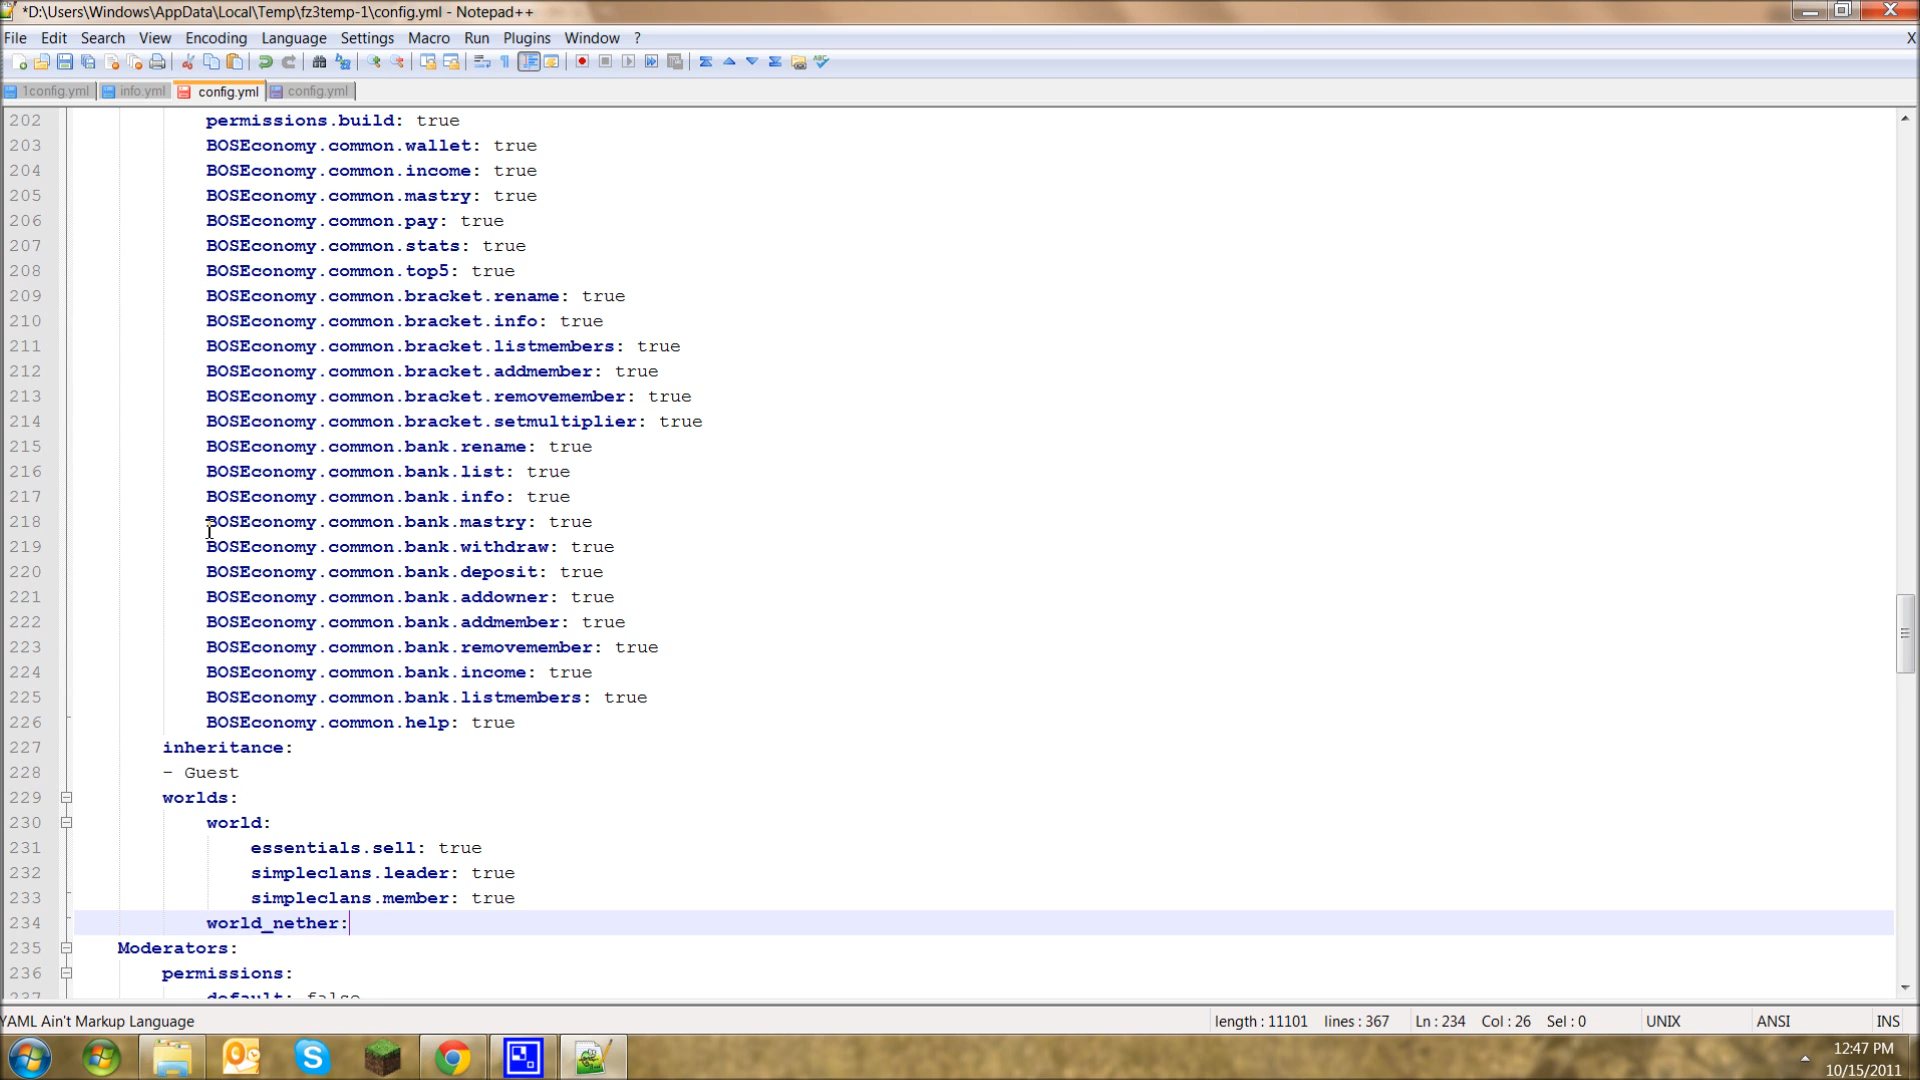 *D:\Users\Windows\AppData\Local\Temp\fz3temp-1\config.yml - Notepad++
File Edit Search View Encoding Language Settings Macro Run Plugins Window ? X
1config.yml info.yml config.yml config.yml
202 permissions.build: true
203 BOSEconomy.common.wallet: true
204 BOSEconomy.common.income: true
205 BOSEconomy.common.mastry: true
206 BOSEconomy.common.pay: true
207 BOSEconomy.common.stats: true
208 BOSEconomy.common.top5: true
209 BOSEconomy.common.bracket.rename: true
210 BOSEconomy.common.bracket.info: true
211 BOSEconomy.common.bracket.listmembers: true
212 BOSEconomy.common.bracket.addmember: true
213 BOSEconomy.common.bracket.removemember: true
214 BOSEconomy.common.bracket.setmultiplier: true
215 BOSEconomy.common.bank.rename: true
216 BOSEconomy.common.bank.list: true
217 BOSEconomy.common.bank.info: true
218 BOSEconomy.common.bank.mastry: true
219 BOSEconomy.common.bank.withdraw: true
220 BOSEconomy.common.bank.deposit: true
221 BOSEconomy.common.bank.addowner: true
222 BOSEconomy.common.bank.addmember: true
223 BOSEconomy.common.bank.removemember: true
224 BOSEconomy.common.bank.income: true
225 BOSEconomy.common.bank.listmembers: true
226 BOSEconomy.common.help: true
227 inheritance:
228 - Guest
229 worlds:
230 world:
231 essentials.sell: true
232 simpleclans.leader: true
233 simpleclans.member: true
234 world_nether:
235 Moderators:
236 permissions:
237 default: false
YAML Ain't Markup Language length : 11101 lines : 367 Ln : 234 Col : 26 Sel : 0 UNIX ANSI INS
12:47 PM
10/15/2011